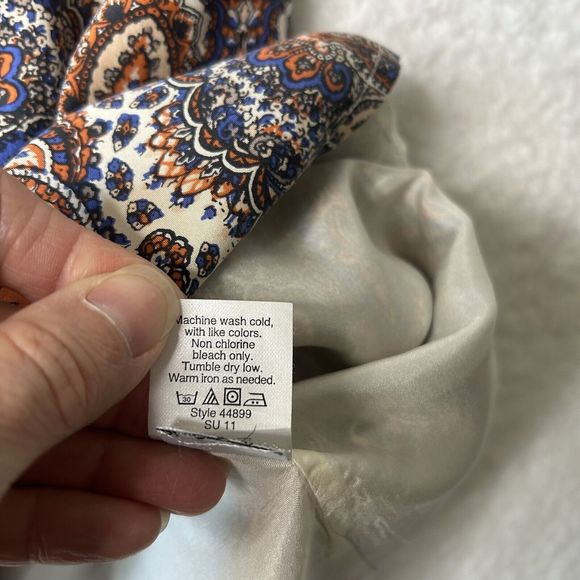 Machine wash cold,
with like colors.
Non chlorine
bleach only.
Tumble dry low.
Warm iron as needed.
30
Style 44899
SU 11